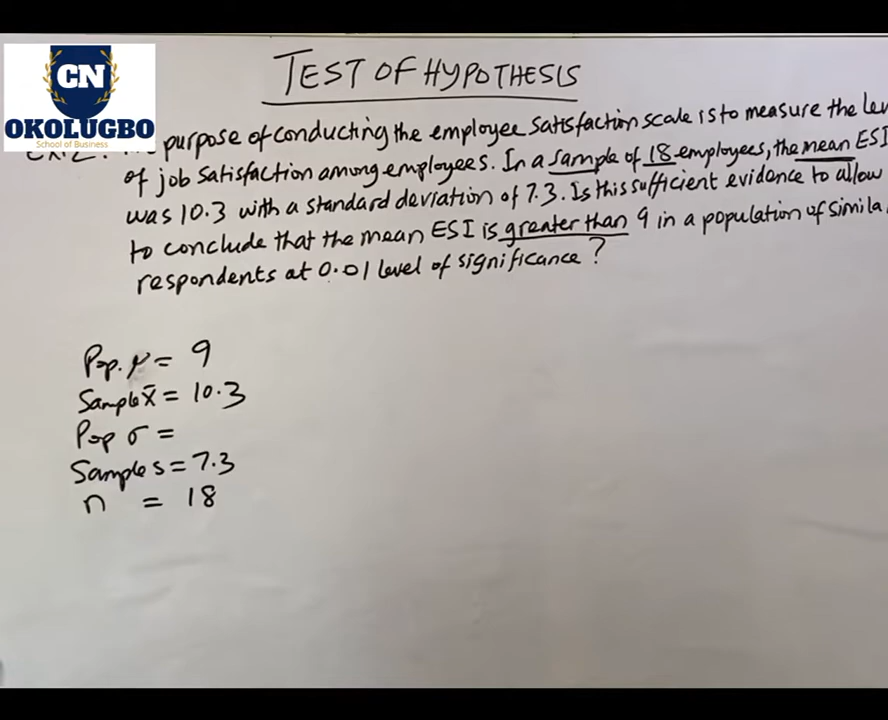 CN
OKOLUGBO
School of Business
TEST OF HYPOTHESIS
purpose of conducting the employee satisfaction scale is to measure the
of job satisfaction among employees. In a sample of 18 employees, the mean ESI
was 10.3 with a standard deviation of 7.3. Is this sufficient evidence to allow
to conclude that the mean ESI is greater than 9 in a population of
respondents at 0.01 level of significance?
Pop. μ = 9
Sample x̄ = 10.3
Pop σ =
Sample s = 7.3
n = 18